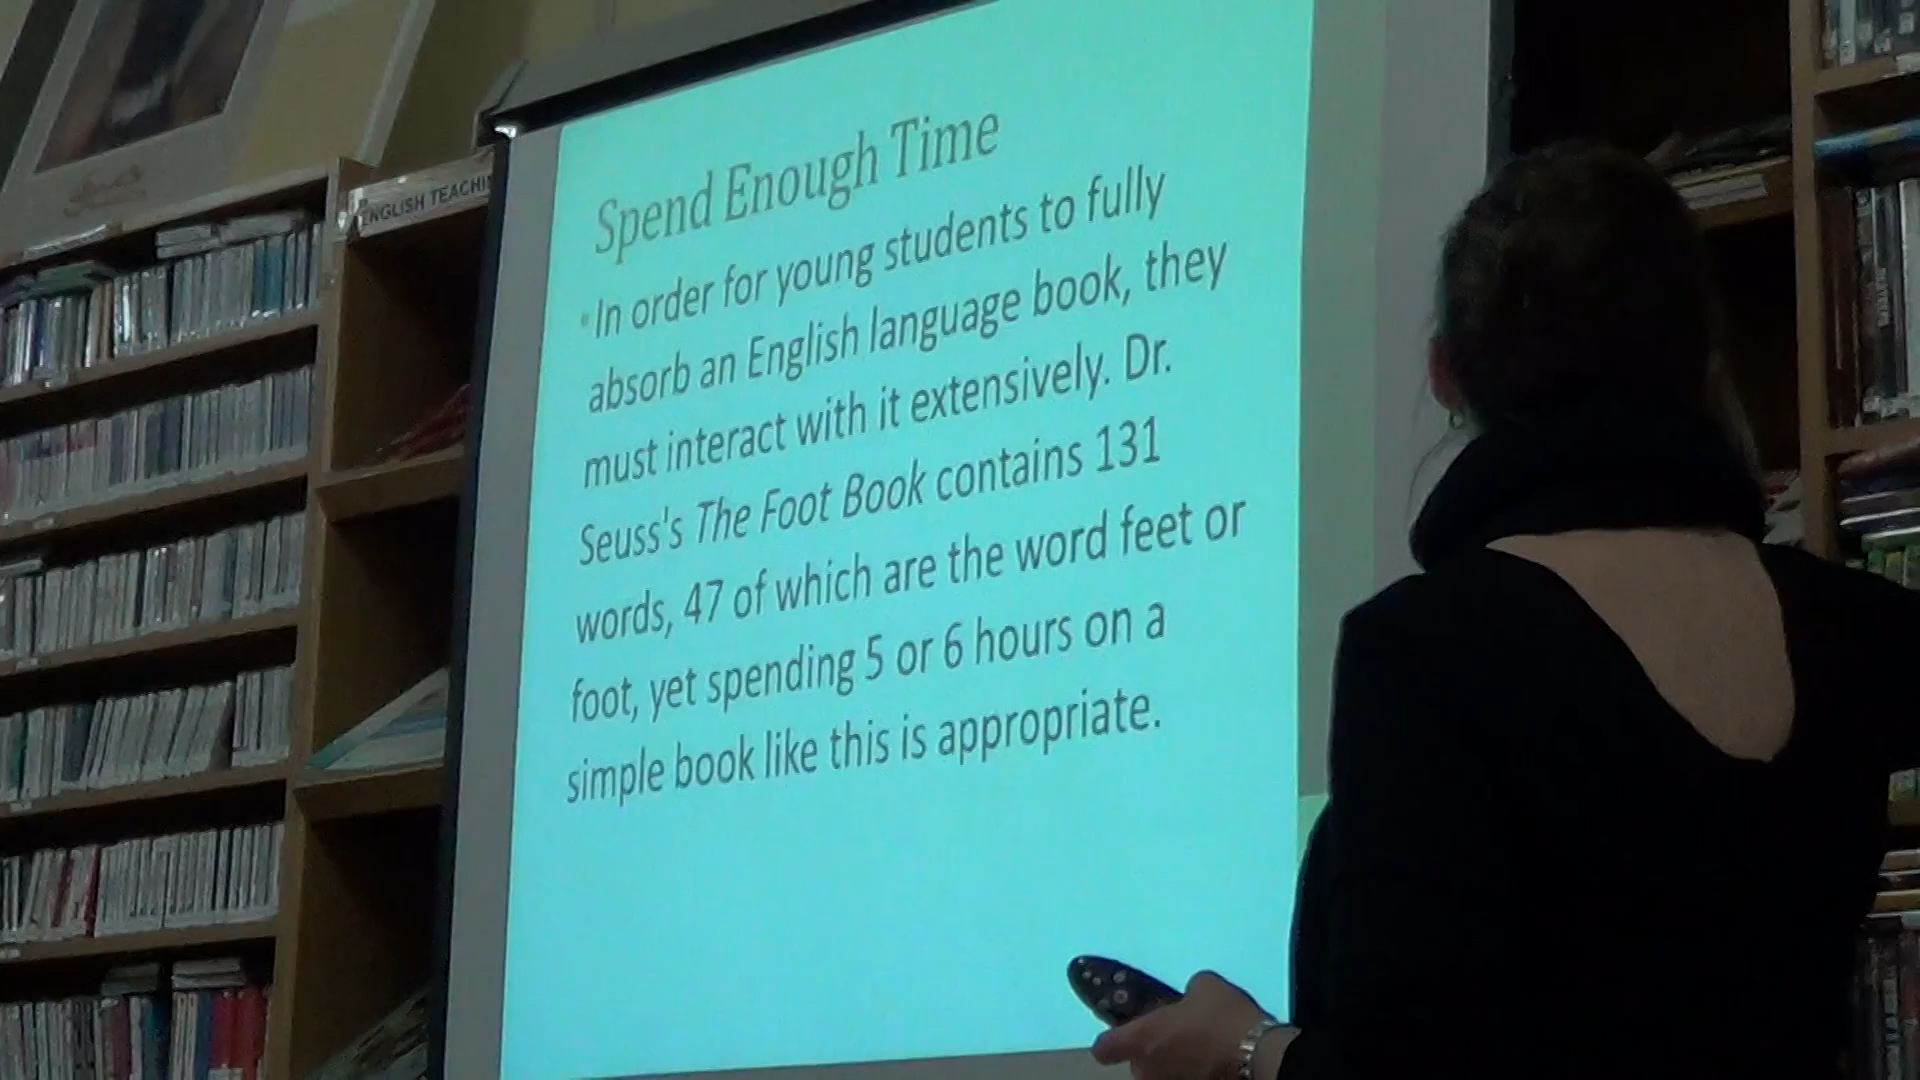 ENGLISH TEACHIN
Spend Enough Time
• In order for young students to fully
absorb an English language book, they
must interact with it extensively. Dr.
Seuss's The Foot Book contains 131
words, 47 of which are the word feet or
foot, yet spending 5 or 6 hours on a
simple book like this is appropriate.